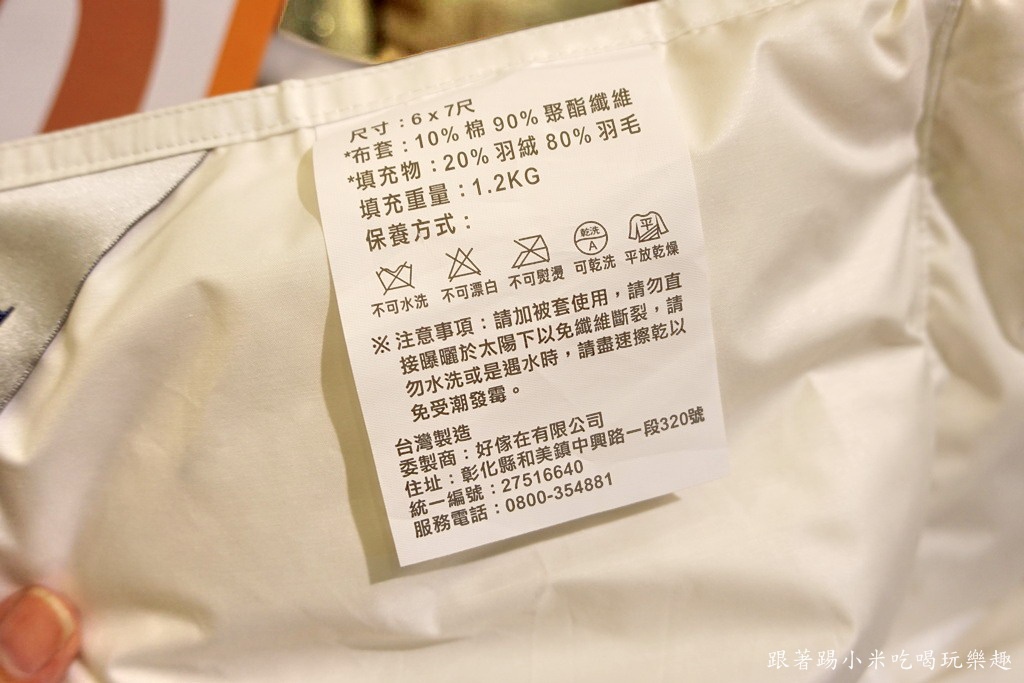 尺寸：6 x 7尺
*布套：10% 棉 90% 聚酯纖維
*填充物：20% 羽絨 80% 羽毛
填充重量：1.2KG
保養方式：
乾洗
A
平
不可水洗 不可漂白 不可熨燙 可乾洗 平放乾燥
※注意事項：請加被套使用，請勿直
接曝曬於太陽下以免纖維斷裂，請
勿水洗或是遇水時，請盡速擦乾以
免受潮發霉。
台灣製造
委製商：好傢在有限公司
住址：彰化縣和美鎮中興路一段320號
統一編號：27516640
服務電話：0800-354881
跟著踢小米吃喝玩樂趣